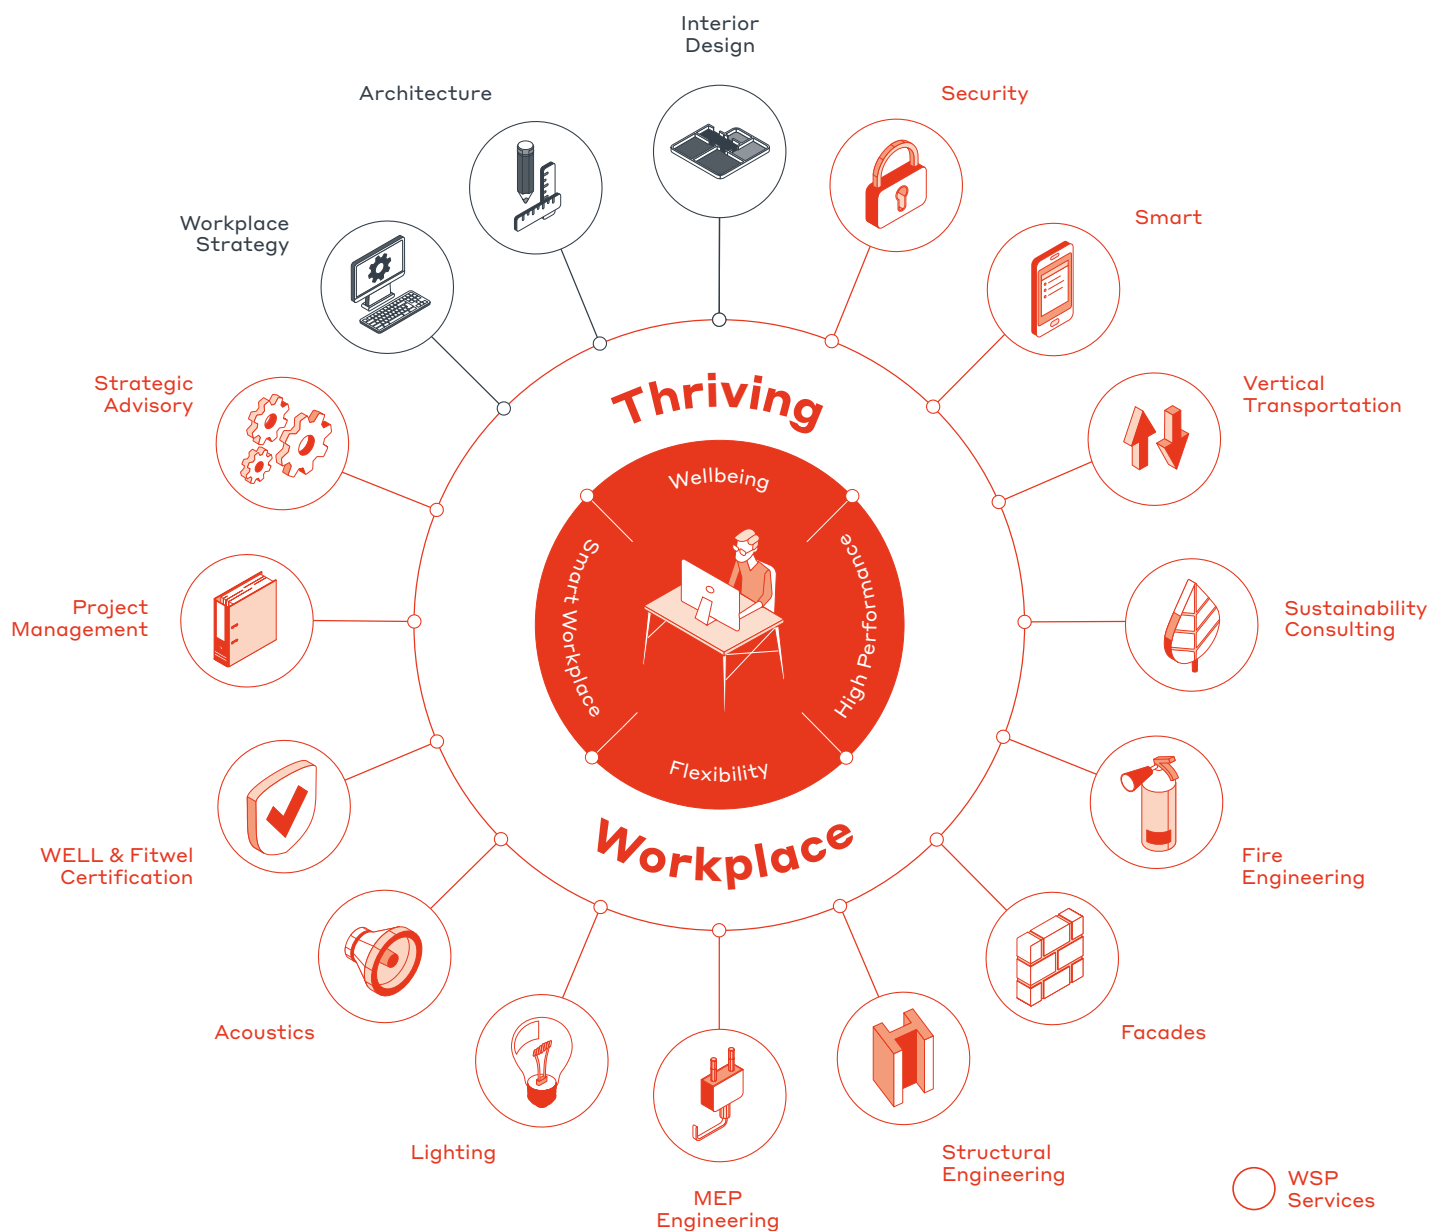 Interior
Design
Architecture
Security
Workplace
Strategy
Smart
Strategic
Advisory
Vertical
Transportation
Thriving
Wellbeing
Smart Workplace
High Performance
Flexibility
Workplace
Project
Management
Sustainability
Consulting
WELL & Fitwel
Certification
Fire
Engineering
Acoustics
Facades
Lighting
Structural
Engineering
MEP
Engineering
WSP
Services